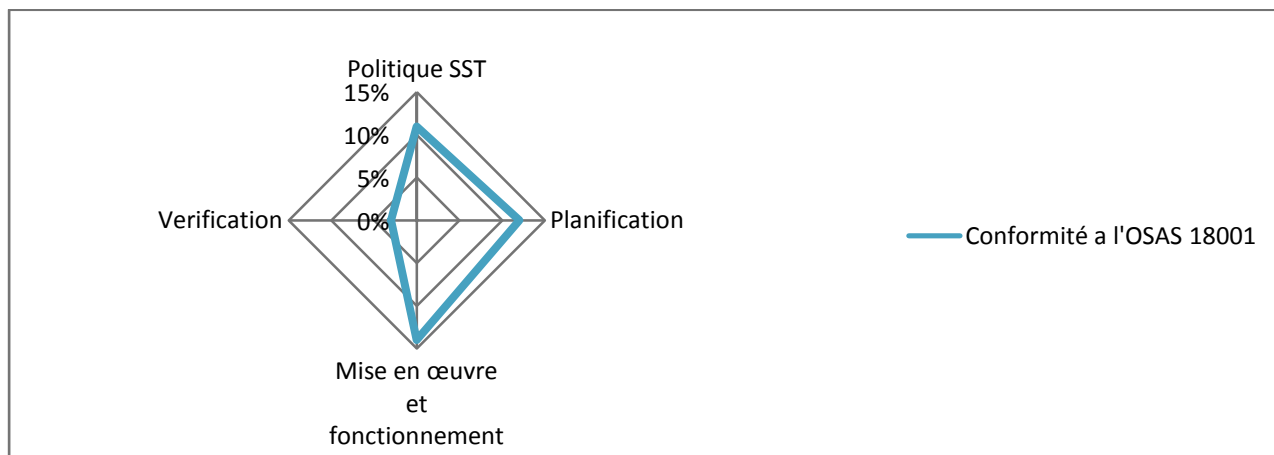 Politique SST
15%
10%
5%
0%
Verification
Planification
Mise en œuvre
et
fonctionnement
Conformité a l'OSAS 18001